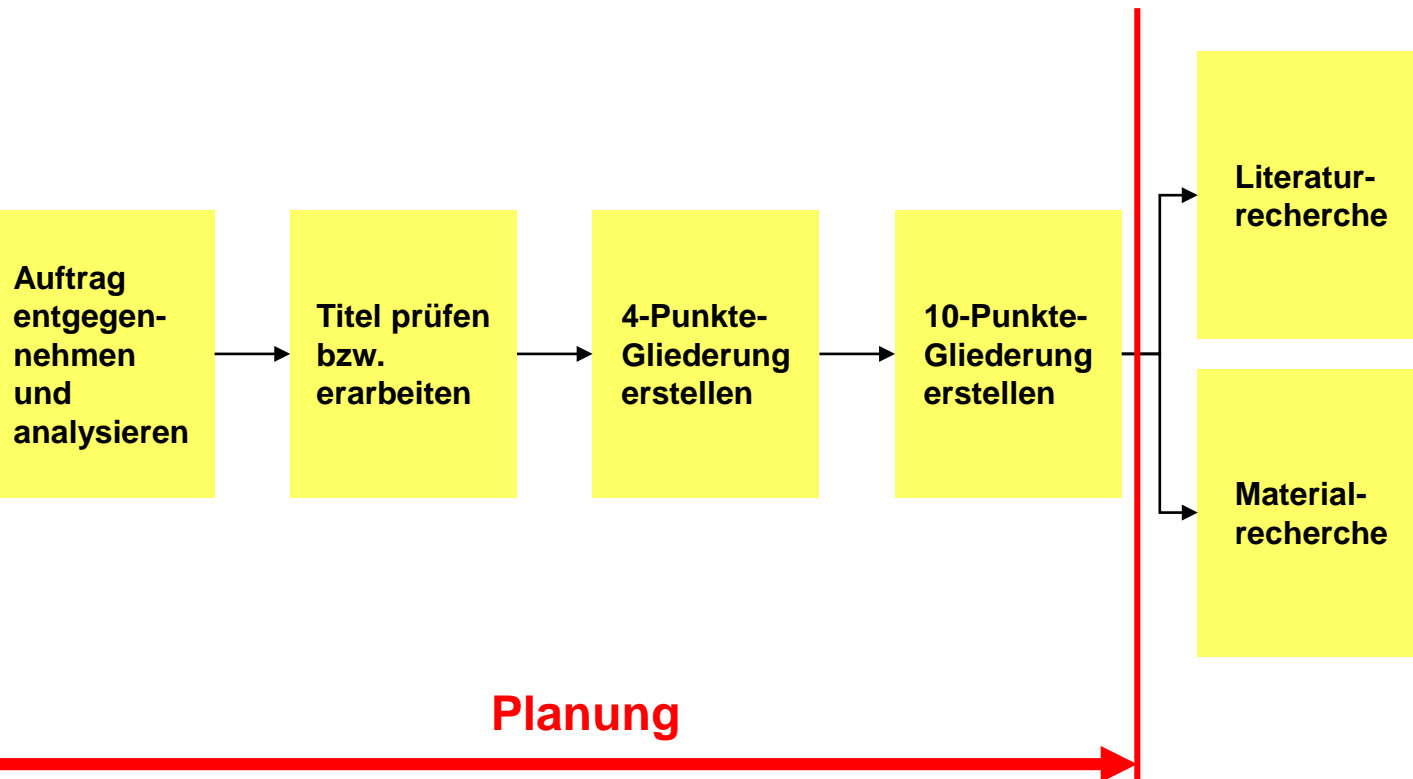 Auftrag
entgegen-
nehmen
und
analysieren
Titel prüfen
bzw.
erarbeiten
4-Punkte-
Gliederung
erstellen
10-Punkte-
Gliederung
erstellen
Literatur-
recherche
Material-
recherche
Planung